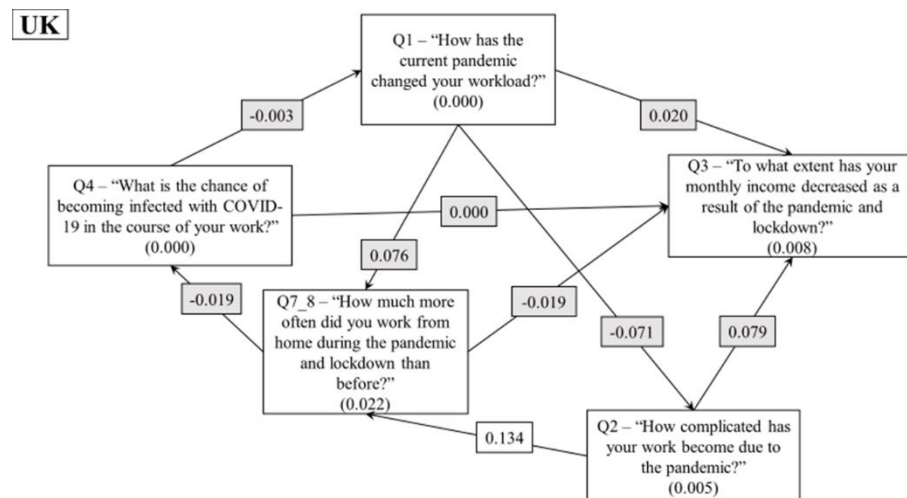 UK
Q1 – “How has the
current pandemic
changed your workload?”
(0.000)
-0.003
0.020
Q4 – “What is the chance of
becoming infected with COVID-
19 in the course of your work?”
(0.000)
0.000
Q3 – “To what extent has your
monthly income decreased as a
result of the pandemic and
lockdown?”
(0.008)
0.076
-0.019
Q7_8 – “How much more
often did you work from
home during the pandemic
and lockdown than
before?”
(0.022)
-0.019
-0.071
0.079
0.134
Q2 – “How complicated has
your work become due to
the pandemic?”
(0.005)